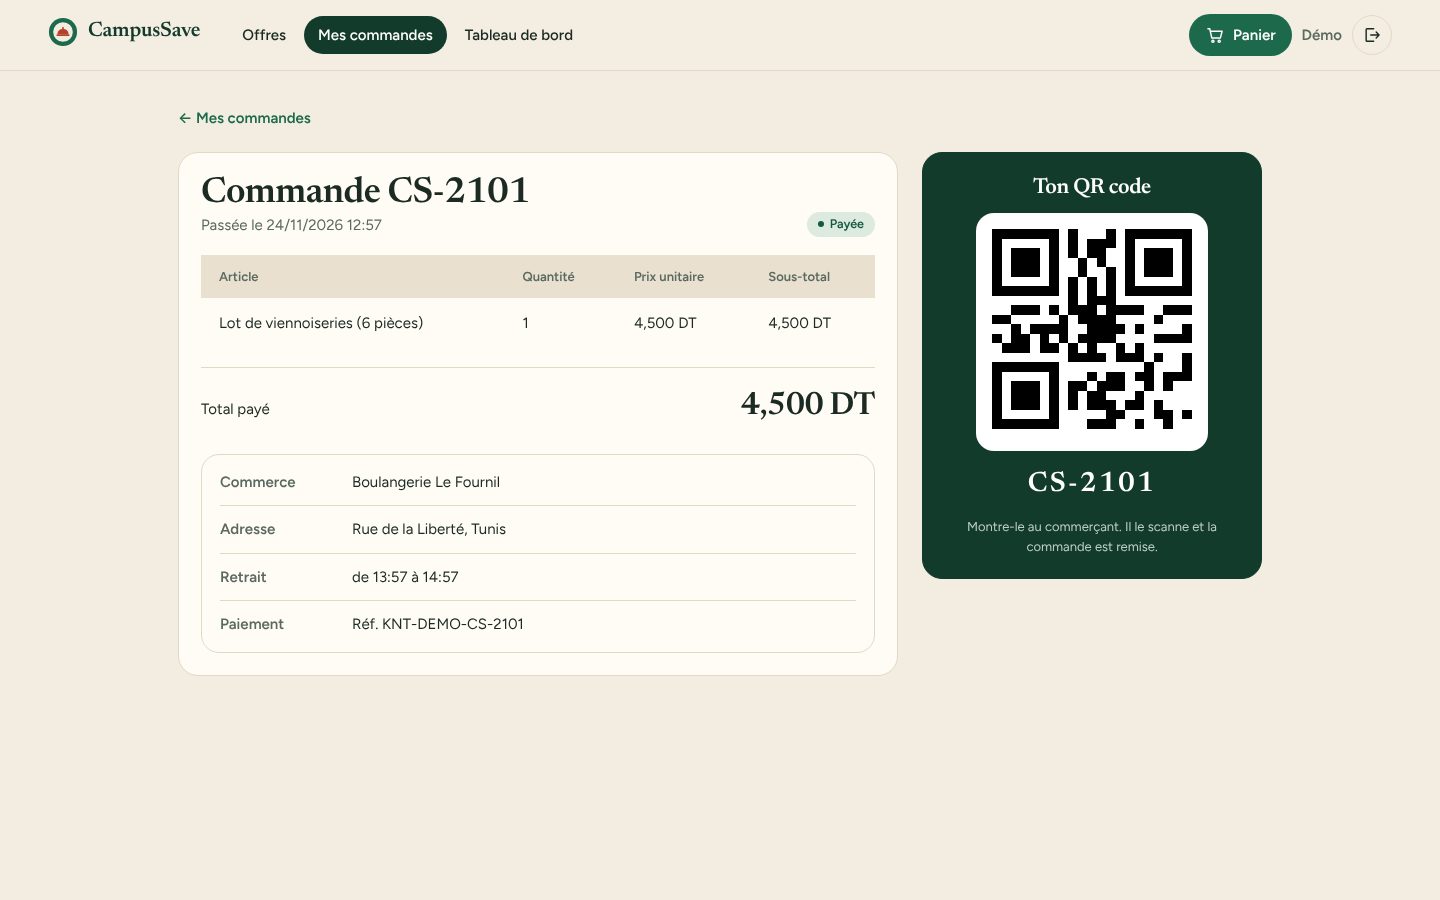 CampusSave
Offres
Mes commandes
Tableau de bord
Panier
Démo
← Mes commandes
Commande CS-2101
Passée le 24/11/2026 12:57
Payée
Article Quantité Prix unitaire Sous-total
Lot de viennoiseries (6 pièces) 1 4,500 DT 4,500 DT
Total payé 4,500 DT
Commerce Boulangerie Le Fournil
Adresse Rue de la Liberté, Tunis
Retrait de 13:57 à 14:57
Paiement Réf. KNT-DEMO-CS-2101
Ton QR code
CS-2101
Montre-le au commerçant. Il le scanne et la
commande est remise.